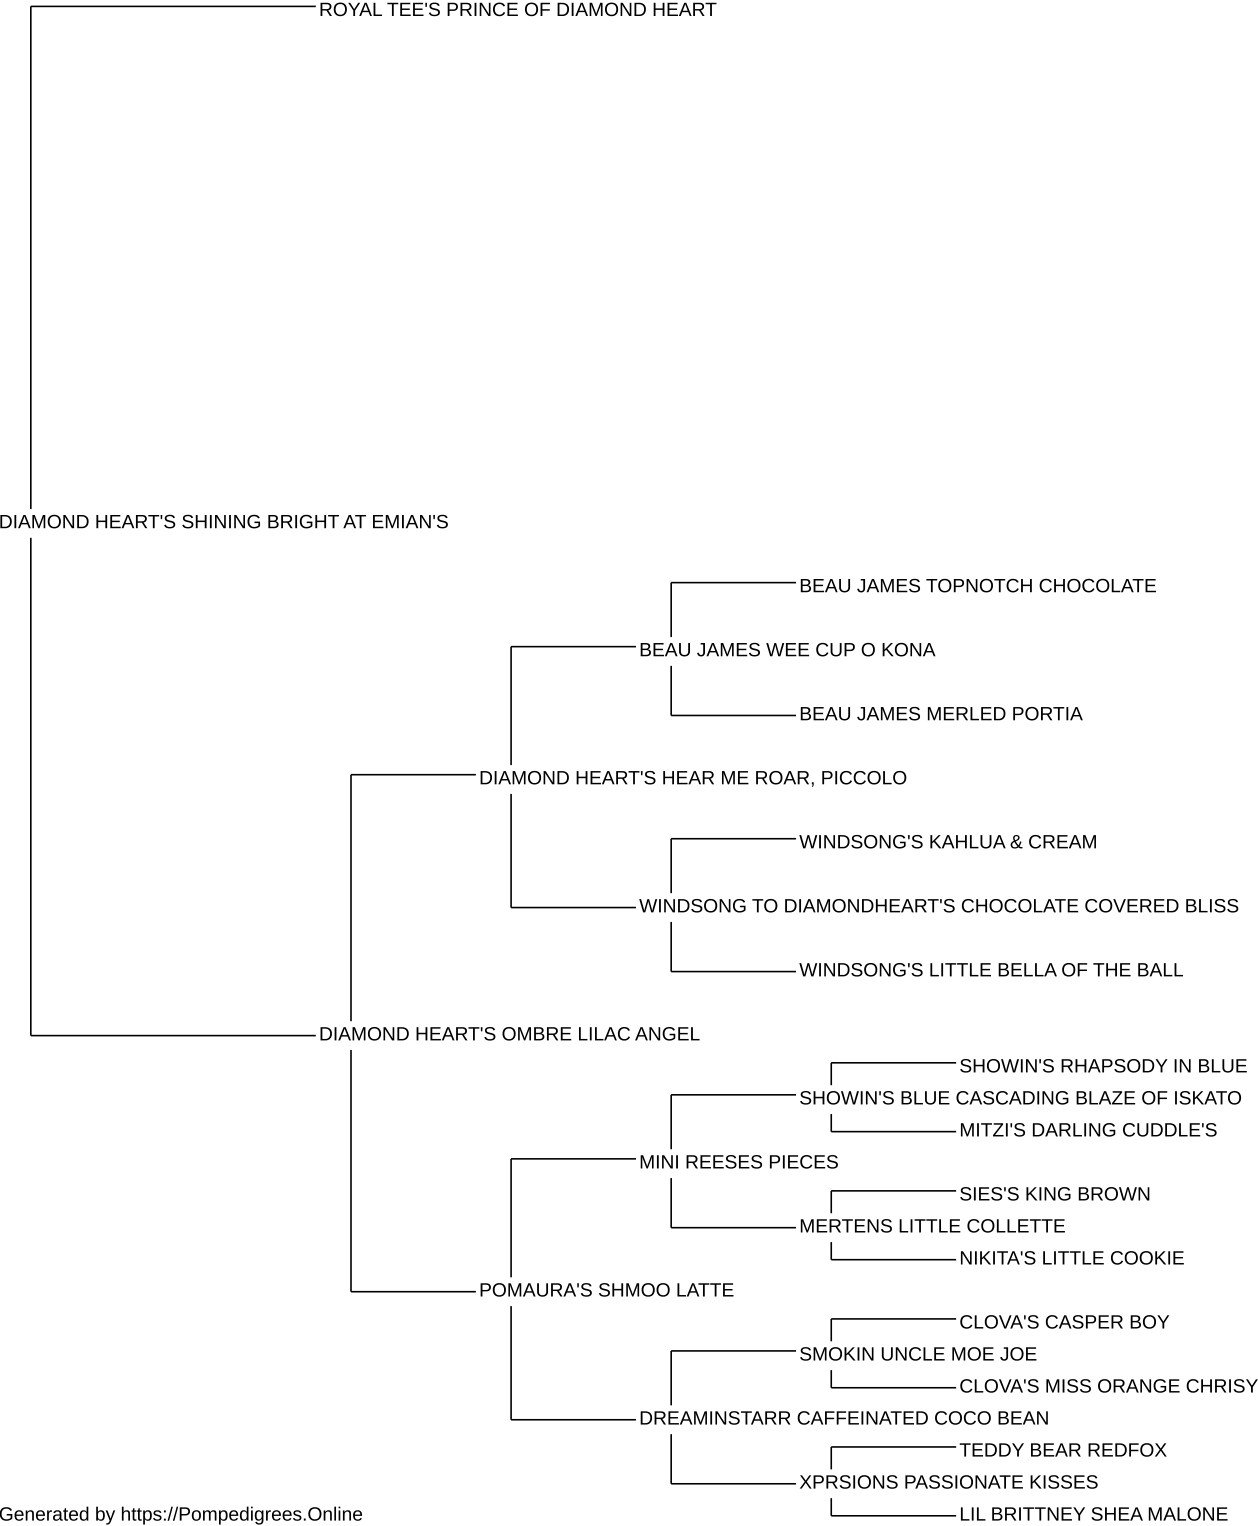 ROYAL TEE'S PRINCE OF DIAMOND HEART
DIAMOND HEART'S SHINING BRIGHT AT EMIAN'S
BEAU JAMES TOPNOTCH CHOCOLATE
BEAU JAMES WEE CUP O KONA
BEAU JAMES MERLED PORTIA
DIAMOND HEART'S HEAR ME ROAR, PICCOLO
WINDSONG'S KAHLUA & CREAM
WINDSONG TO DIAMONDHEART'S CHOCOLATE COVERED BLISS
WINDSONG'S LITTLE BELLA OF THE BALL
DIAMOND HEART'S OMBRE LILAC ANGEL
SHOWIN'S RHAPSODY IN BLUE
SHOWIN'S BLUE CASCADING BLAZE OF ISKATO
MITZI'S DARLING CUDDLE'S
MINI REESES PIECES
SIES'S KING BROWN
MERTENS LITTLE COLLETTE
NIKITA'S LITTLE COOKIE
POMAURA'S SHMOO LATTE
CLOVA'S CASPER BOY
SMOKIN UNCLE MOE JOE
CLOVA'S MISS ORANGE CHRISY
DREAMINSTARR CAFFEINATED COCO BEAN
TEDDY BEAR REDFOX
XPRSIONS PASSIONATE KISSES
LIL BRITTNEY SHEA MALONE
Generated by https://Pompedigrees.Online